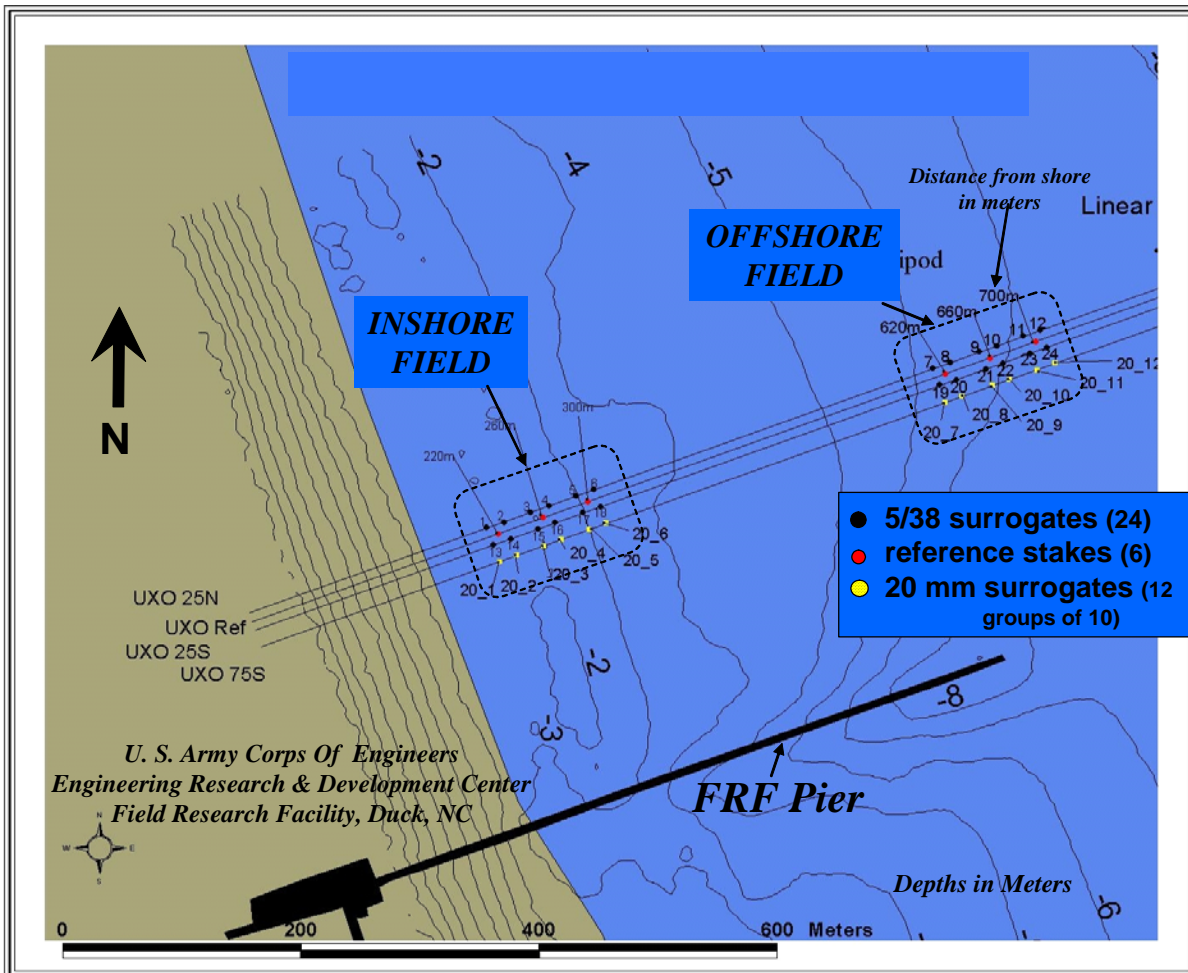 -2
-4
-5
Distance from shore
in meters
Linear
OFFSHORE
FIELD
ipod
700m
660m
620m
INSHORE
FIELD
7
8
9
10
11
12
19
20
21
22
23
24
20_12
20_11
20_10
20_9
20_8
20_7
N
300m
260m
220m
1
2
3
4
5
6
13
14
15
16
17
18
20_6
20_5
20_4
20_3
20_2
20_1
5/38 surrogates (24)
reference stakes (6)
20 mm surrogates (12
groups of 10)
UXO 25N
UXO Ref
UXO 25S
UXO 75S
-2
-3
-8
U. S. Army Corps Of Engineers
Engineering Research & Development Center
Field Research Facility, Duck, NC
FRF Pier
N
W
E
S
Depths in Meters
-6
0
200
400
600 Meters